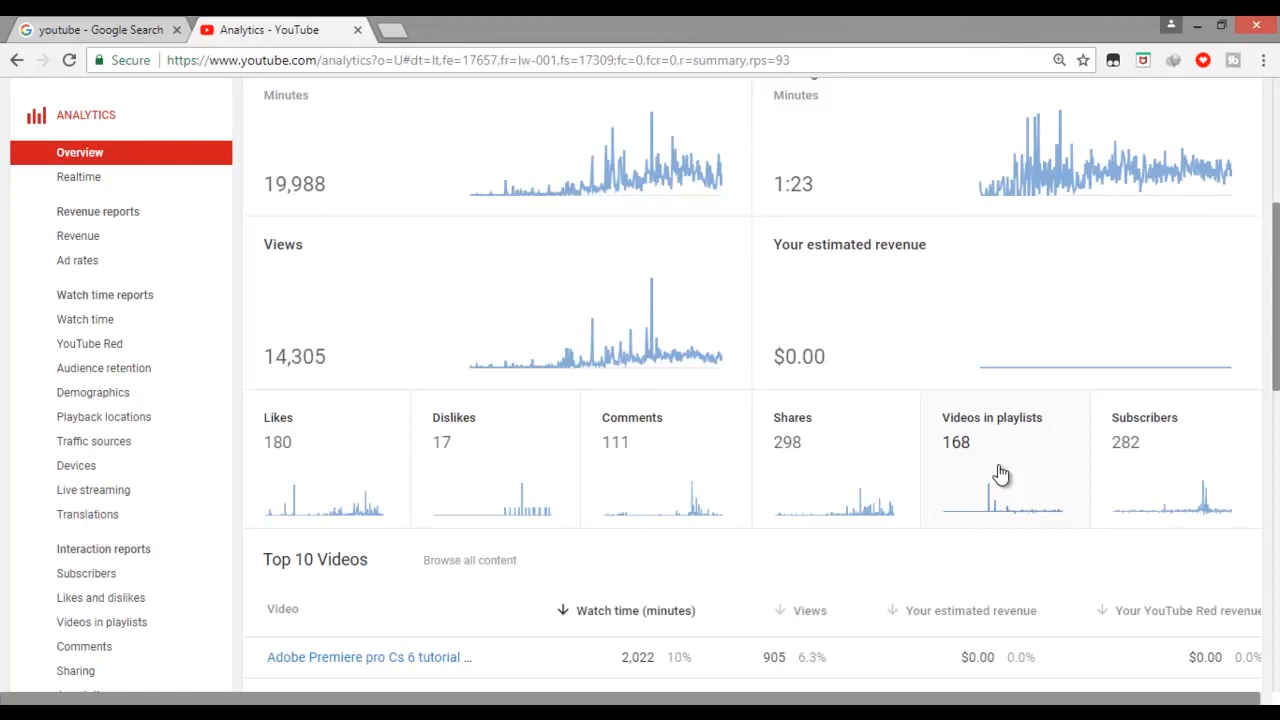 youtube - Google Search
Analytics - YouTube
Secure https://www.youtube.com/analytics?o=U#dt=lt,fe=17657,fr=lw-001,fs=17309;fc=0,fcr=0,r=summary,rps=93
ANALYTICS
Overview
Realtime
Revenue reports
Revenue
Ad rates
Watch time reports
Watch time
YouTube Red
Audience retention
Demographics
Playback locations
Traffic sources
Devices
Live streaming
Translations
Interaction reports
Subscribers
Likes and dislikes
Videos in playlists
Comments
Sharing
Minutes
19,988
Minutes
1:23
Views
14,305
Your estimated revenue
$0.00
Likes
180
Dislikes
17
Comments
111
Shares
298
Videos in playlists
168
Subscribers
282
Top 10 Videos Browse all content
Video Watch time (minutes) Views Your estimated revenue Your YouTube Red revenue
Adobe Premiere pro Cs 6 tutorial ... 2,022 10% 905 6.3% $0.00 0.0% $0.00 0.0%